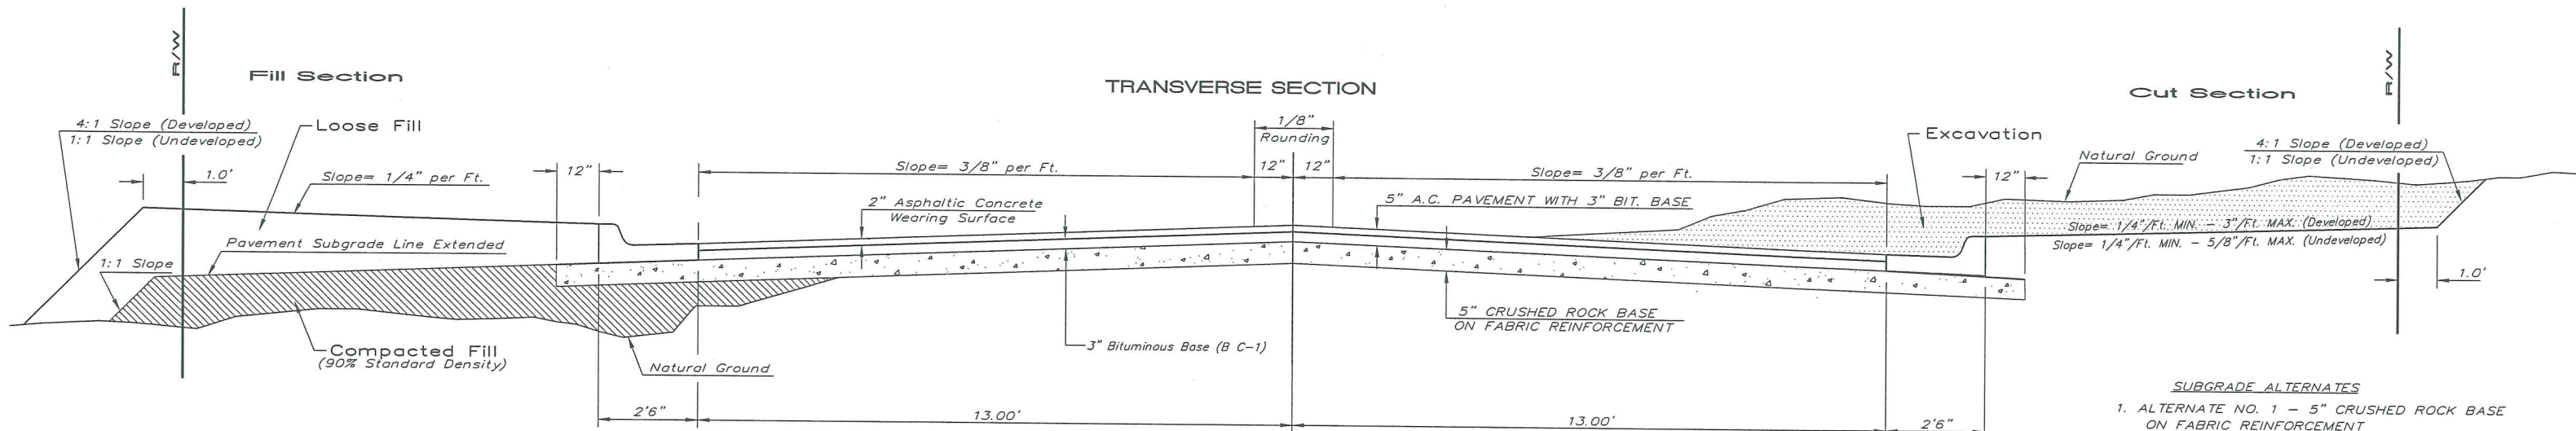 R/W
Fill Section
TRANSVERSE SECTION
Cut Section
R/W
4:1 Slope (Developed)
1:1 Slope (Undeveloped)
Loose Fill
1.0'
Slope= 1/4" per Ft.
12"
Slope= 3/8" per Ft.
1/8"
Rounding
12"
12"
Slope= 3/8" per Ft.
Excavation
Natural Ground
4:1 Slope (Developed)
1:1 Slope (Undeveloped)
12"
2" Asphaltic Concrete
Wearing Surface
5" A.C. PAVEMENT WITH 3" BIT. BASE
Slope= 1/4"/Ft. MIN. - 3"/Ft. MAX. (Developed)
Slope= 1/4"/Ft. MIN. - 5/8"/Ft. MAX. (Undeveloped)
Pavement Subgrade Line Extended
1:1 Slope
1.0'
5" CRUSHED ROCK BASE
ON FABRIC REINFORCEMENT
3" Bituminous Base (B C-1)
Compacted Fill
(90% Standard Density)
Natural Ground
2'6"
13.00'
13.00'
2'6"
SUBGRADE ALTERNATES
1. ALTERNATE NO. 1 - 5" CRUSHED ROCK BASE
ON FABRIC REINFORCEMENT